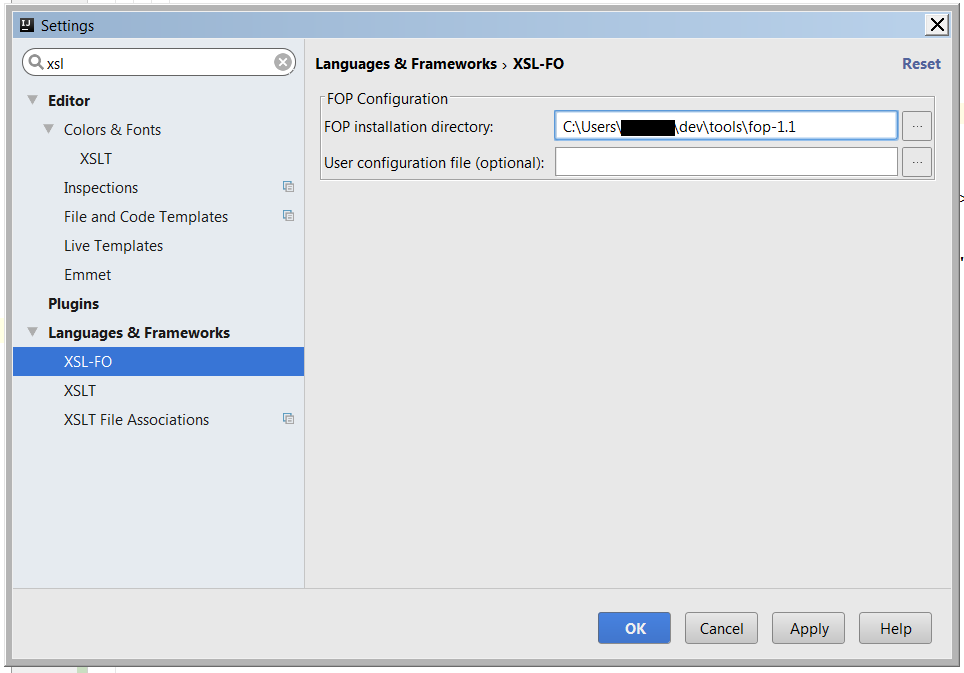 Settings
xsl
Editor
Colors & Fonts
XSLT
Inspections
File and Code Templates
Live Templates
Emmet
Plugins
Languages & Frameworks
XSL-FO
XSLT
XSLT File Associations
Languages & Frameworks › XSL-FO
Reset
FOP Configuration
FOP installation directory:
C:\Users\ \dev\tools\fop-1.1
...
User configuration file (optional):
...
OK
Cancel
Apply
Help